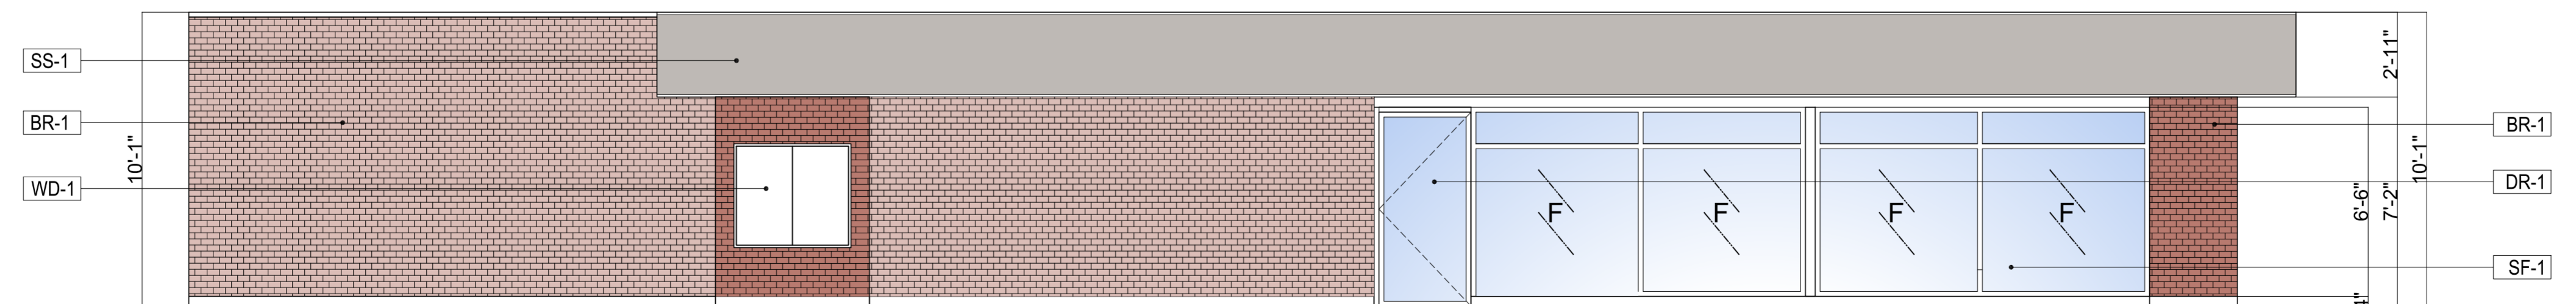 SS-1
BR-1
WD-1
10'-1"
F
F
F
F
2'-11"
10'-1"
6'-6"
7'-2"
BR-1
DR-1
SF-1